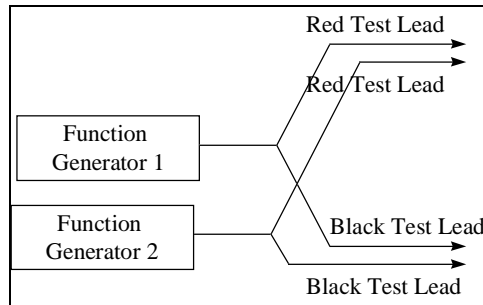 Red Test Lead
Red Test Lead
Function
Generator 1
Function
Generator 2
Black Test Lead
Black Test Lead